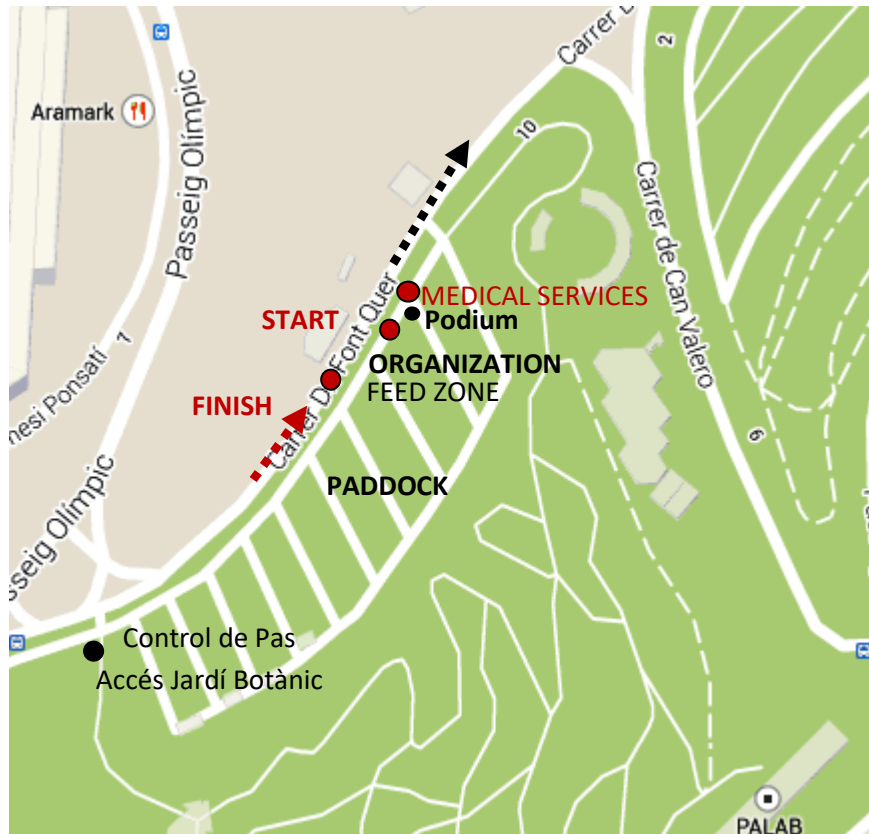 Carrer D
2
Aramark
Passeig Olímpic
10
Carrer de Can Valero
MEDICAL SERVICES
START
Podium
Carrer De Font Quer
ORGANIZATION
FEED ZONE
FINISH
1
nesi Ponsatí
6
PADDOCK
sseig Olímpic
Control de Pas
Accés Jardí Botànic
PALAB